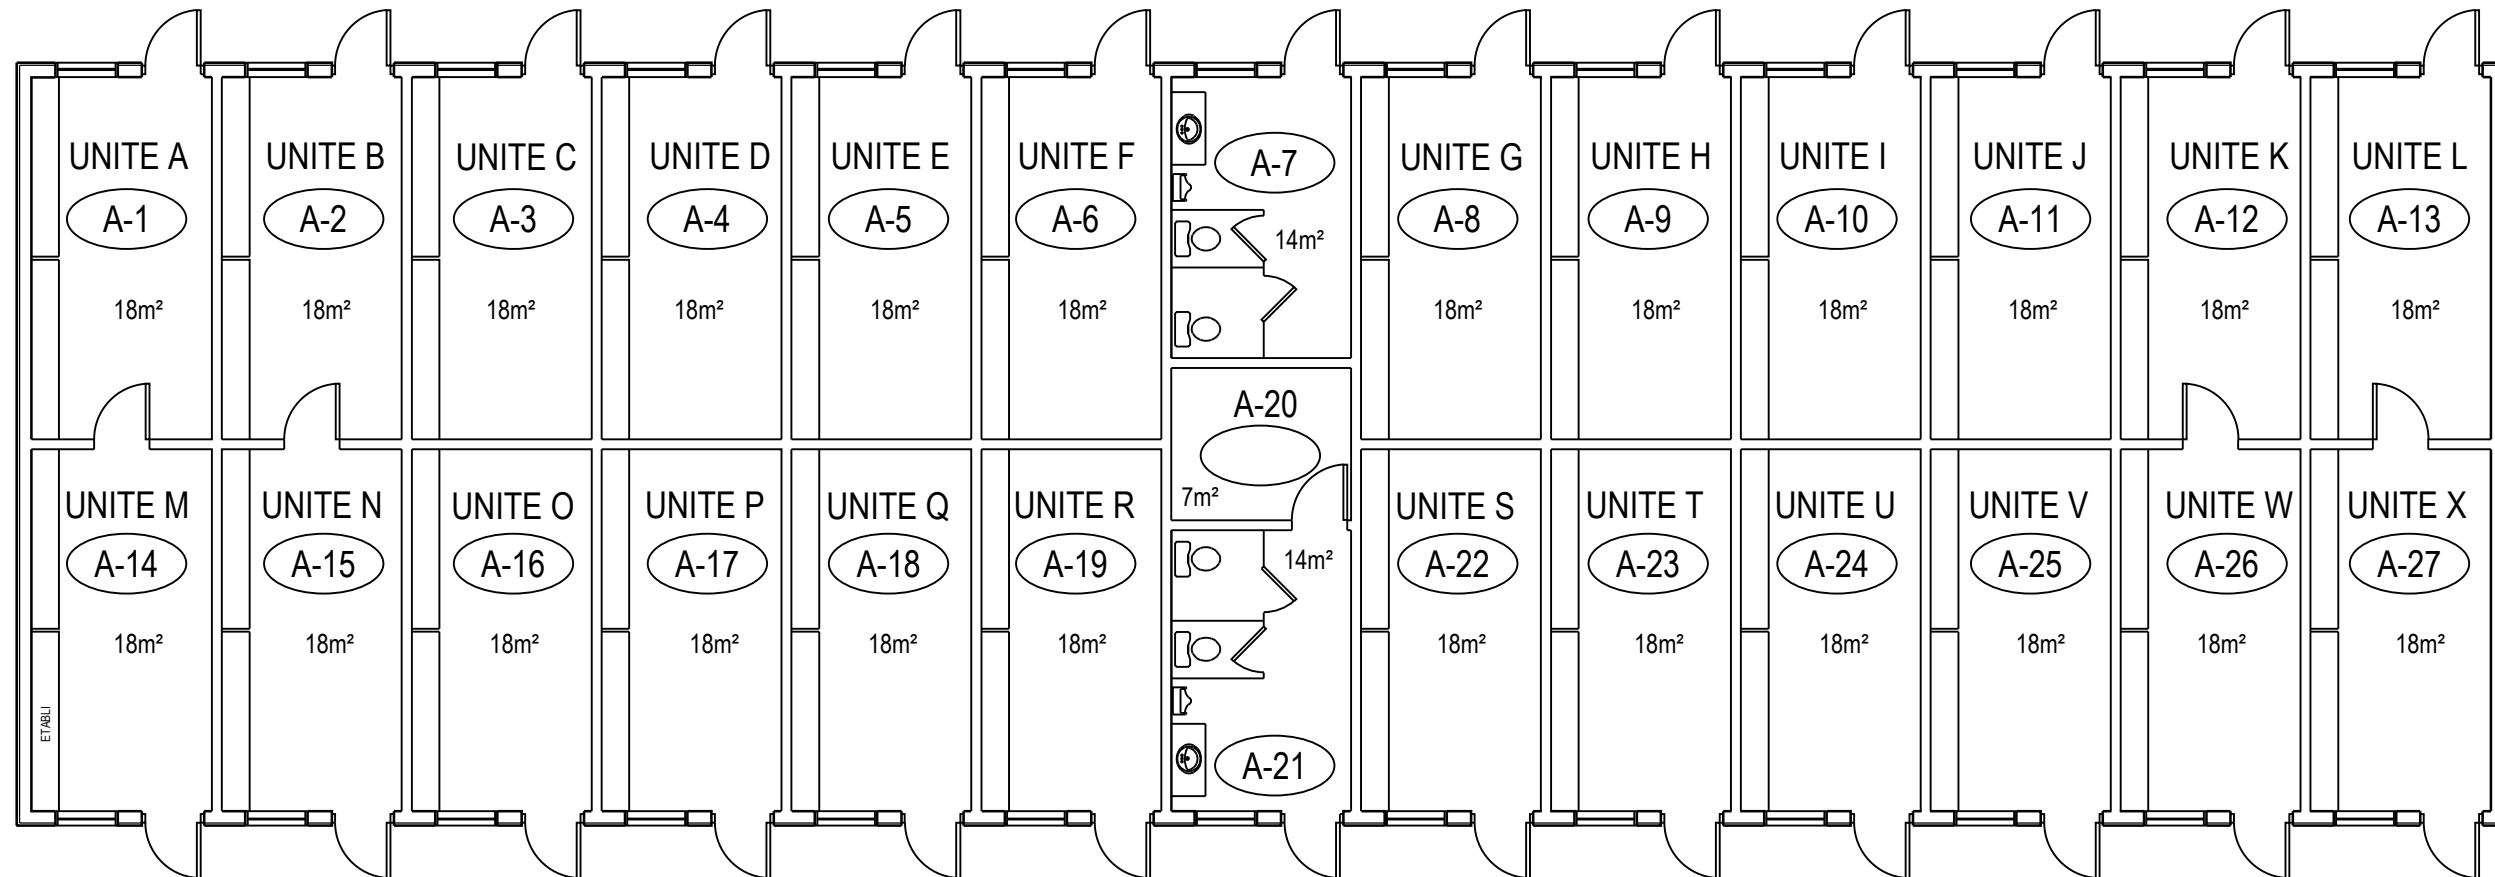 UNITE A
UNITE B
UNITE C
UNITE D
UNITE E
UNITE F
A-7
UNITE G
UNITE H
UNITE I
UNITE J
UNITE K
UNITE L
A-1
A-2
A-3
A-4
A-5
A-6
14m²
A-8
A-9
A-10
A-11
A-12
A-13
18m²
18m²
18m²
18m²
18m²
18m²
18m²
18m²
18m²
18m²
18m²
18m²
A-20
7m²
UNITE M
UNITE N
UNITE O
UNITE P
UNITE Q
UNITE R
UNITE S
UNITE T
UNITE U
UNITE V
UNITE W
UNITE X
A-14
A-15
A-16
A-17
A-18
A-19
14m²
A-22
A-23
A-24
A-25
A-26
A-27
18m²
18m²
18m²
18m²
18m²
18m²
18m²
18m²
18m²
18m²
18m²
18m²
ETABLI
A-21